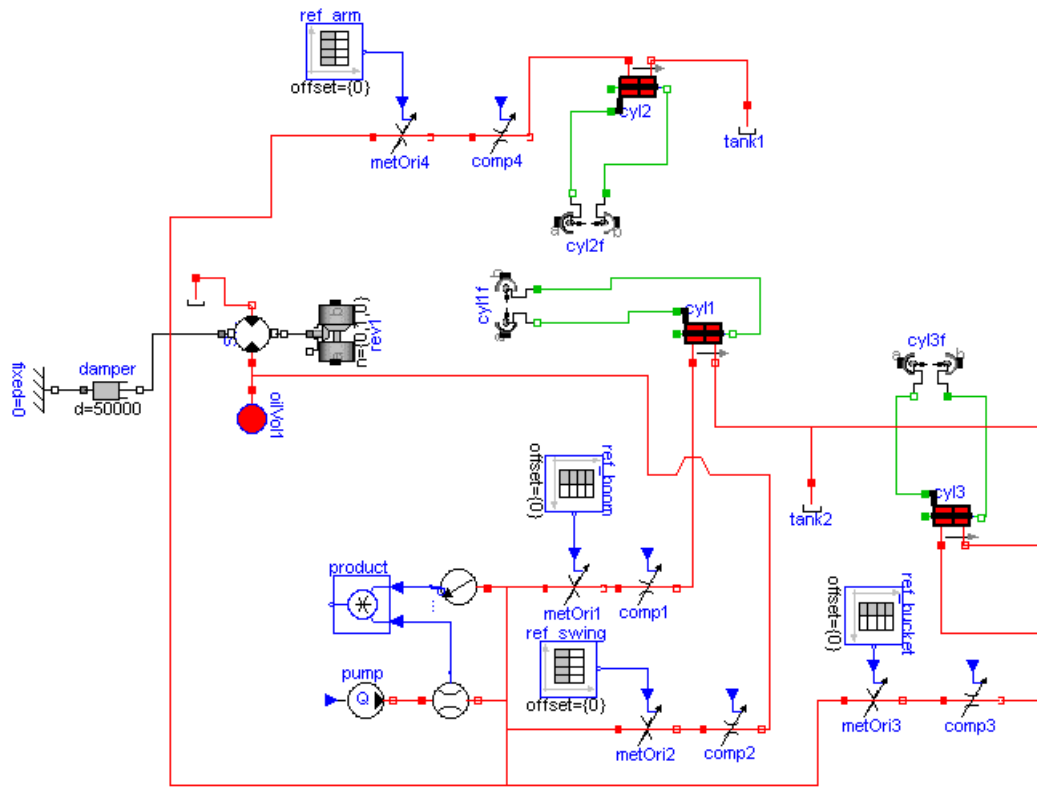 ref_arm
offset={0}
metOri4
comp4
cyl2
tank1
a
b
cyl2f
b
cyl1f
a
cyl1
cyl3f
a
b
rev1
b
a
n={0,
damper
d=50000
fixed=0
oilVol1
offset={0}
ref_boom
cyl3
tank2
product
metOri1
comp1
ref_swing
offset={0}
offset={0}
ref_bucket
pump
Q
metOri2
comp2
metOri3
comp3